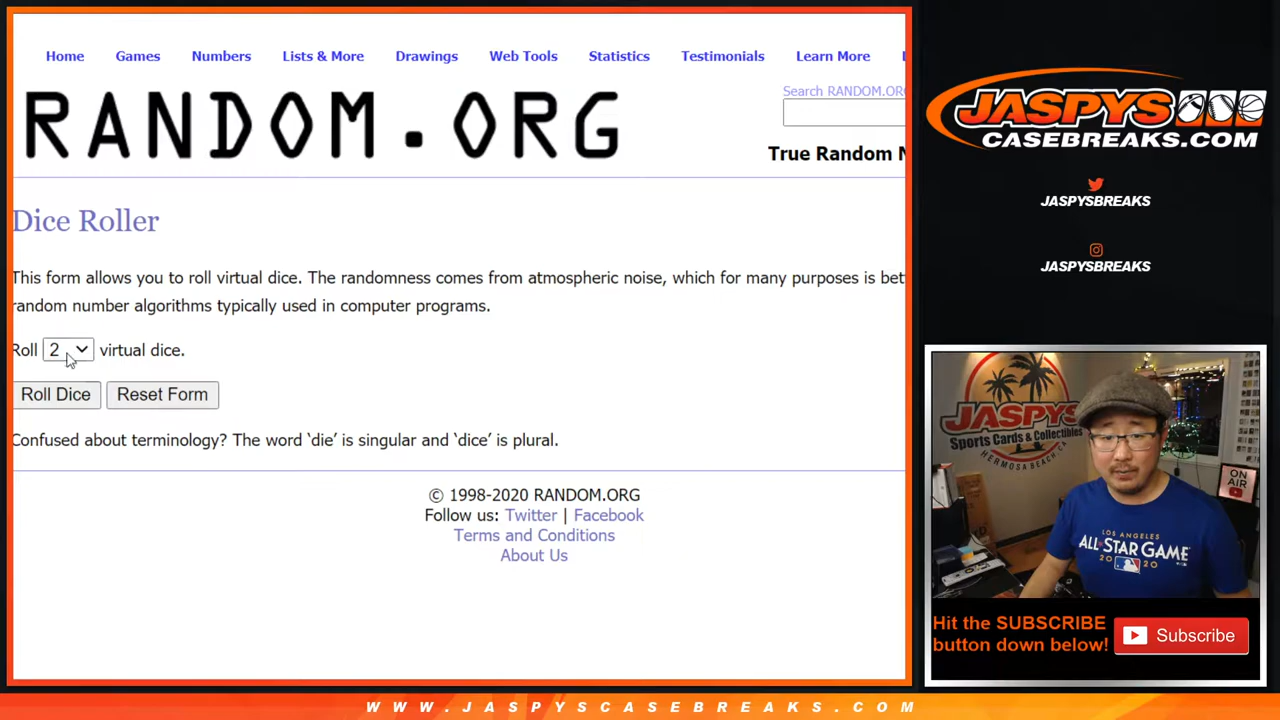 Home Games Numbers Lists & More Drawings Web Tools Statistics Testimonials Learn More
Search RANDOM.ORG
RANDOM.ORG
True Random N
Dice Roller
This form allows you to roll virtual dice. The randomness comes from atmospheric noise, which for many purposes is bet
random number algorithms typically used in computer programs.
Roll 2 virtual dice.
Roll Dice Reset Form
Confused about terminology? The word ‘die’ is singular and ‘dice’ is plural.
© 1998-2020 RANDOM.ORG
Follow us: Twitter | Facebook
Terms and Conditions
About Us
JASPYS
CASEBREAKS.COM
JASPYSBREAKS
JASPYSBREAKS
JASPYS
Sports Cards & Collectibles
HERMOSA BEACH, CA
ON
AIR
LOS ANGELES
ALL STAR GAME
2020
Hit the SUBSCRIBE
button down below!
Subscribe
WWW.JASPYSCASEBREAKS.COM